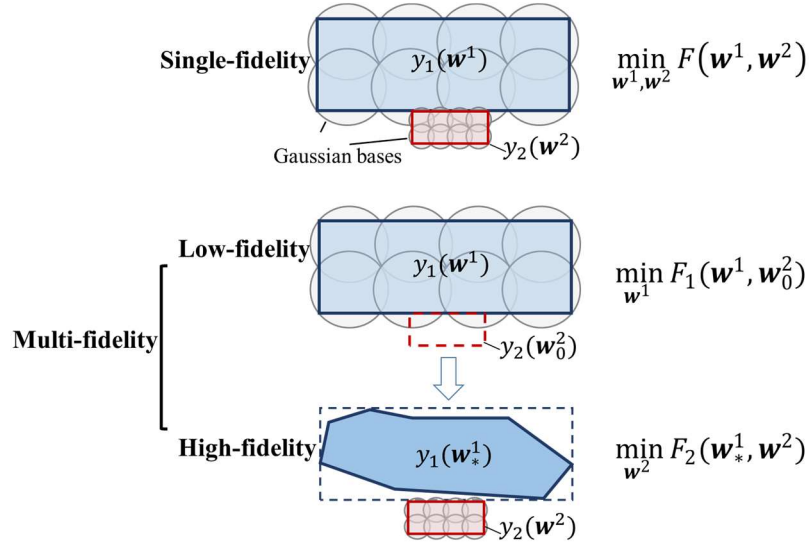 Single-fidelity
y₁(w¹)
min F(w¹, w²)
w¹,w²
Gaussian bases
y₂(w²)
Low-fidelity
y₁(w¹)
min F₁(w¹, w₀²)
w¹
Multi-fidelity
y₂(w₀²)
High-fidelity
y₁(w*¹)
min F₂(w*¹, w²)
w²
y₂(w²)